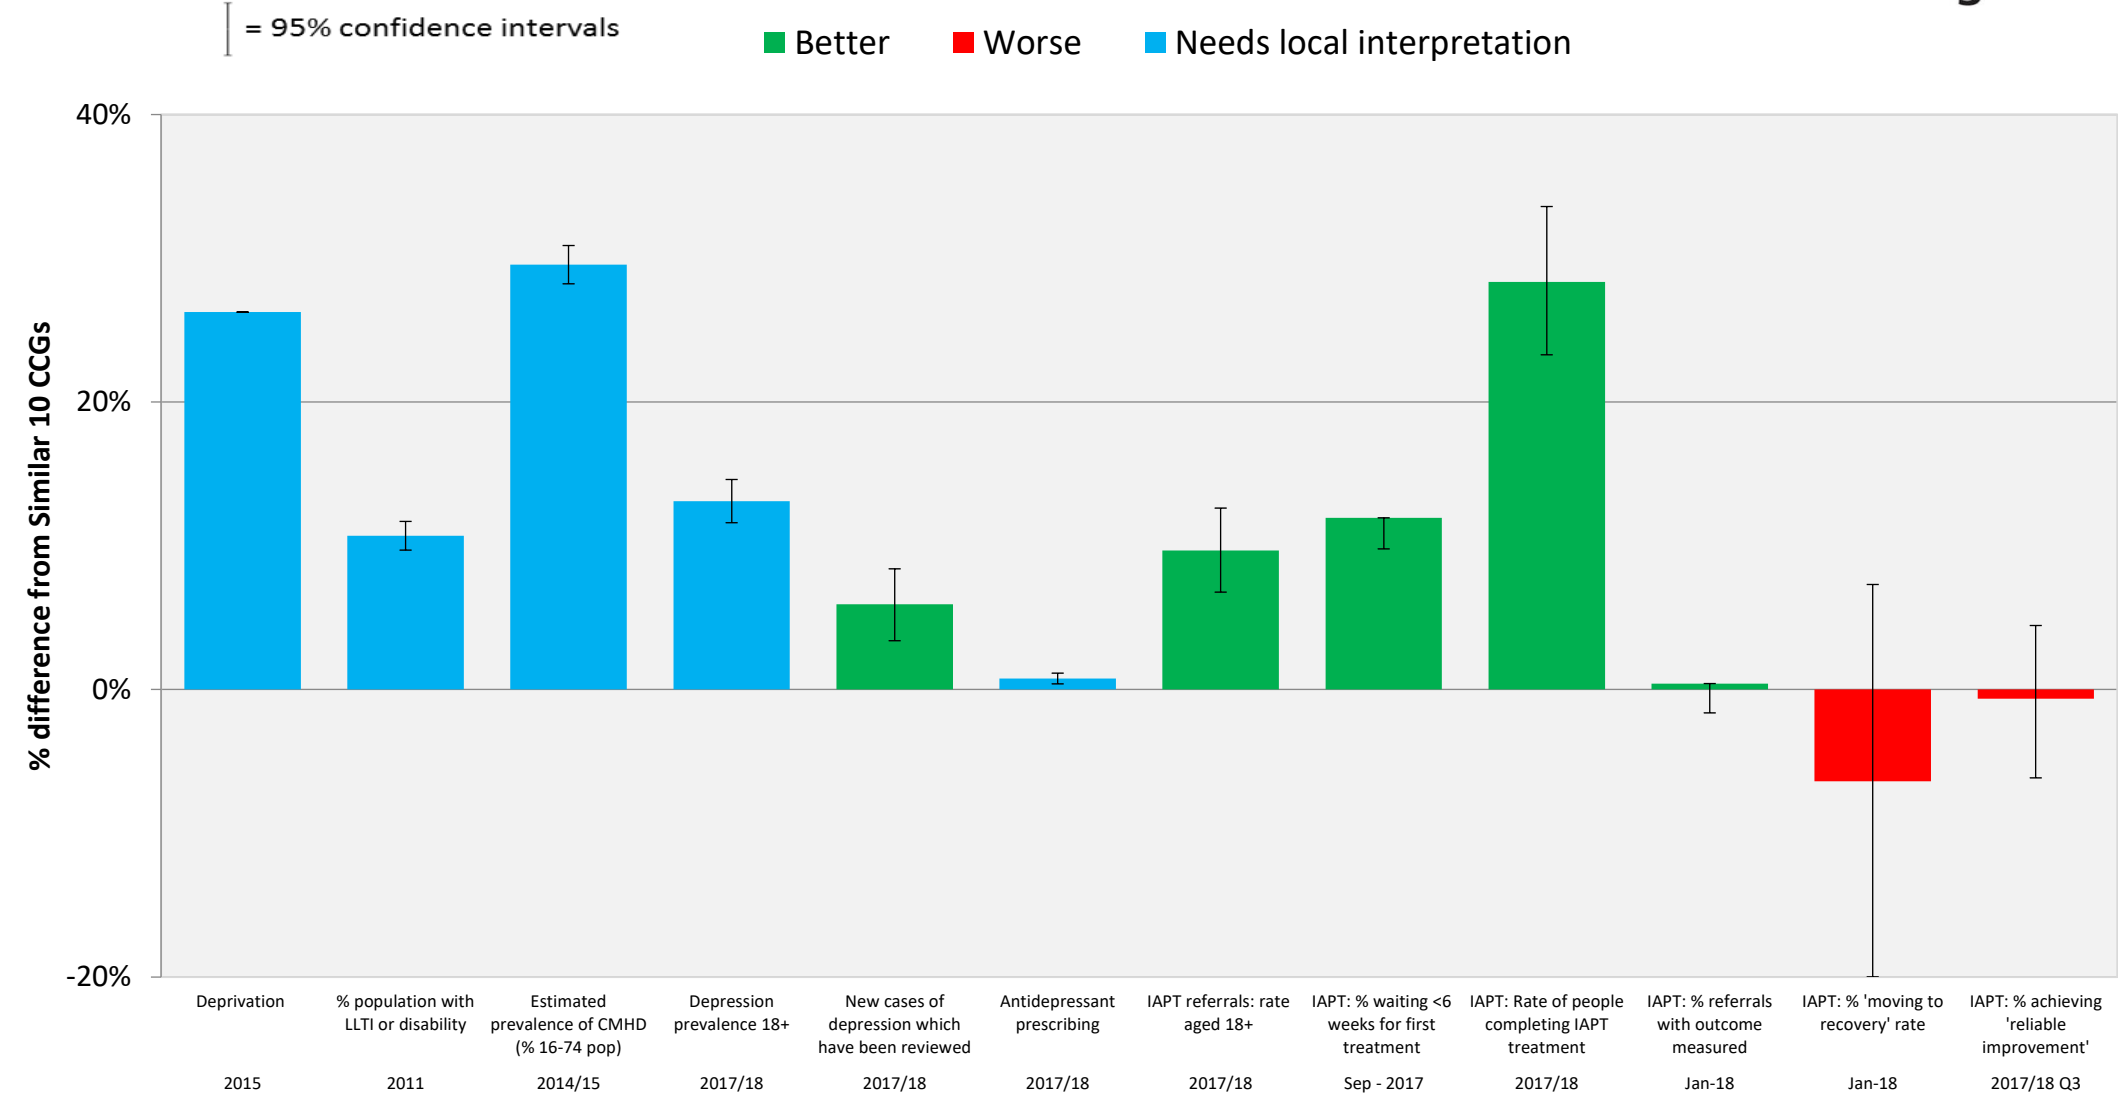 = 95% confidence intervals
Better
Worse
Needs local interpretation
% difference from Similar 10 CCGs
40%
20%
0%
-20%
Deprivation
2015
% population with
LLTI or disability
2011
Estimated
prevalence of CMHD
(% 16-74 pop)
2014/15
Depression
prevalence 18+
2017/18
New cases of
depression which
have been reviewed
2017/18
Antidepressant
prescribing
2017/18
IAPT referrals: rate
aged 18+
2017/18
IAPT: % waiting <6
weeks for first
treatment
Sep - 2017
IAPT: Rate of people
completing IAPT
treatment
2017/18
IAPT: % referrals
with outcome
measured
Jan-18
IAPT: % 'moving to
recovery' rate
Jan-18
IAPT: % achieving
'reliable
improvement'
2017/18 Q3